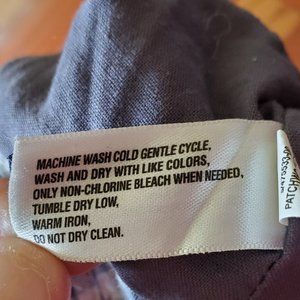 MACHINE WASH COLD GENTLE CYCLE,
WASH AND DRY WITH LIKE COLORS,
ONLY NON-CHLORINE BLEACH WHEN NEEDED,
TUMBLE DRY LOW,
WARM IRON,
DO NOT DRY CLEAN.